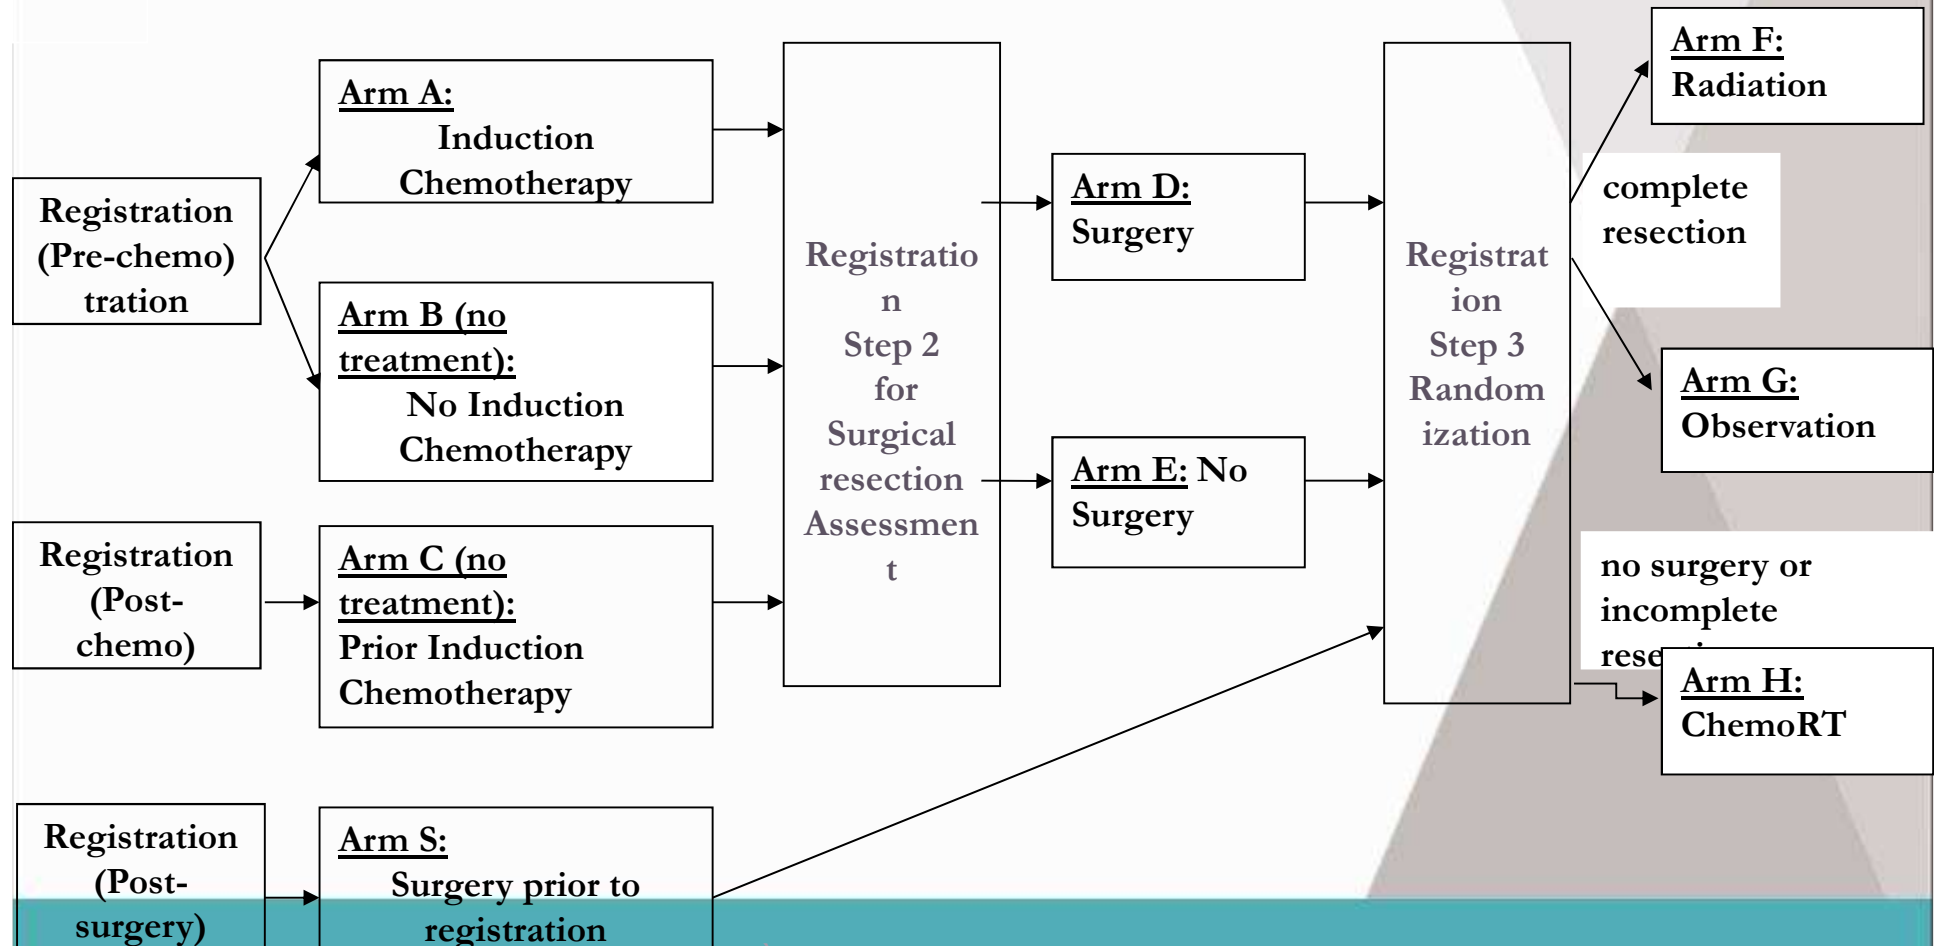 Registration
(Pre-chemo)
tration
Arm A:
Induction
Chemotherapy
Arm B (no
treatment):
No Induction
Chemotherapy
Registration
(Post-
chemo)
Arm C (no
treatment):
Prior Induction
Chemotherapy
Registration
(Post-
surgery)
Arm S:
Surgery prior to
registration
Registratio
n
Step 2
for
Surgical
resection
Assessmen
t
Arm D:
Surgery
Arm E: No
Surgery
Registrat
ion
Step 3
Random
ization
Arm F:
Radiation
complete
resection
Arm G:
Observation
no surgery or
incomplete
Arm H:
ChemoRT